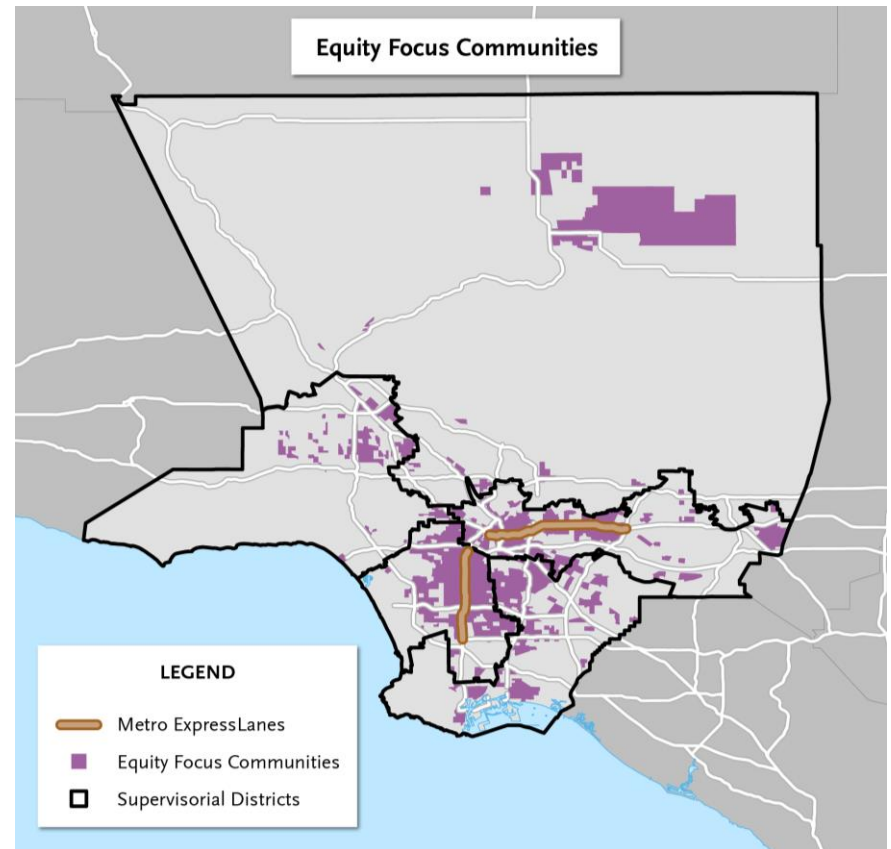 Equity Focus Communities
LEGEND
Metro ExpressLanes
Equity Focus Communities
Supervisorial Districts